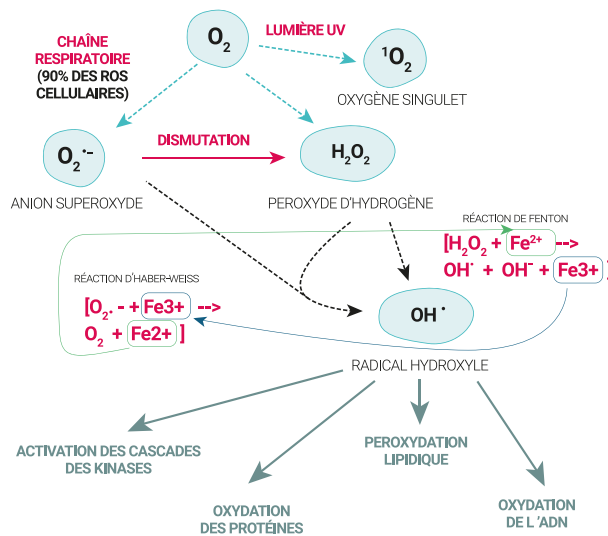 CHAÎNE
RESPIRATOIRE
(90% DES ROS
CELLULAIRES)
O₂
LUMIÈRE UV
¹O₂
OXYGÈNE SINGULET
O₂•-
DISMUTATION
H₂O₂
ANION SUPEROXYDE
PEROXYDE D'HYDROGÈNE
RÉACTION DE FENTON
[H₂O₂ + Fe²⁺ -->
OH• + OH⁻ + Fe3+ ]
RÉACTION D'HABER-WEISS
[O₂• - + Fe3+ -->
O₂ + Fe2+ ]
OH •
RADICAL HYDROXYLE
ACTIVATION DES CASCADES
DES KINASES
PEROXYDATION
LIPIDIQUE
OXYDATION
DES PROTÉINES
OXYDATION
DE L 'ADN